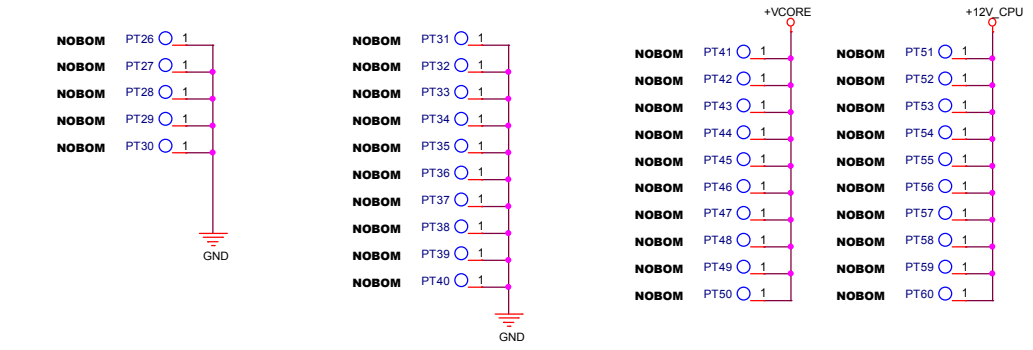 NOBOM PT26 1
NOBOM PT27 1
NOBOM PT28 1
NOBOM PT29 1
NOBOM PT30 1
GND
NOBOM PT31 1
NOBOM PT32 1
NOBOM PT33 1
NOBOM PT34 1
NOBOM PT35 1
NOBOM PT36 1
NOBOM PT37 1
NOBOM PT38 1
NOBOM PT39 1
NOBOM PT40 1
GND
+VCORE
NOBOM PT41 1
NOBOM PT42 1
NOBOM PT43 1
NOBOM PT44 1
NOBOM PT45 1
NOBOM PT46 1
NOBOM PT47 1
NOBOM PT48 1
NOBOM PT49 1
NOBOM PT50 1
+12V_CPU
NOBOM PT51 1
NOBOM PT52 1
NOBOM PT53 1
NOBOM PT54 1
NOBOM PT55 1
NOBOM PT56 1
NOBOM PT57 1
NOBOM PT58 1
NOBOM PT59 1
NOBOM PT60 1